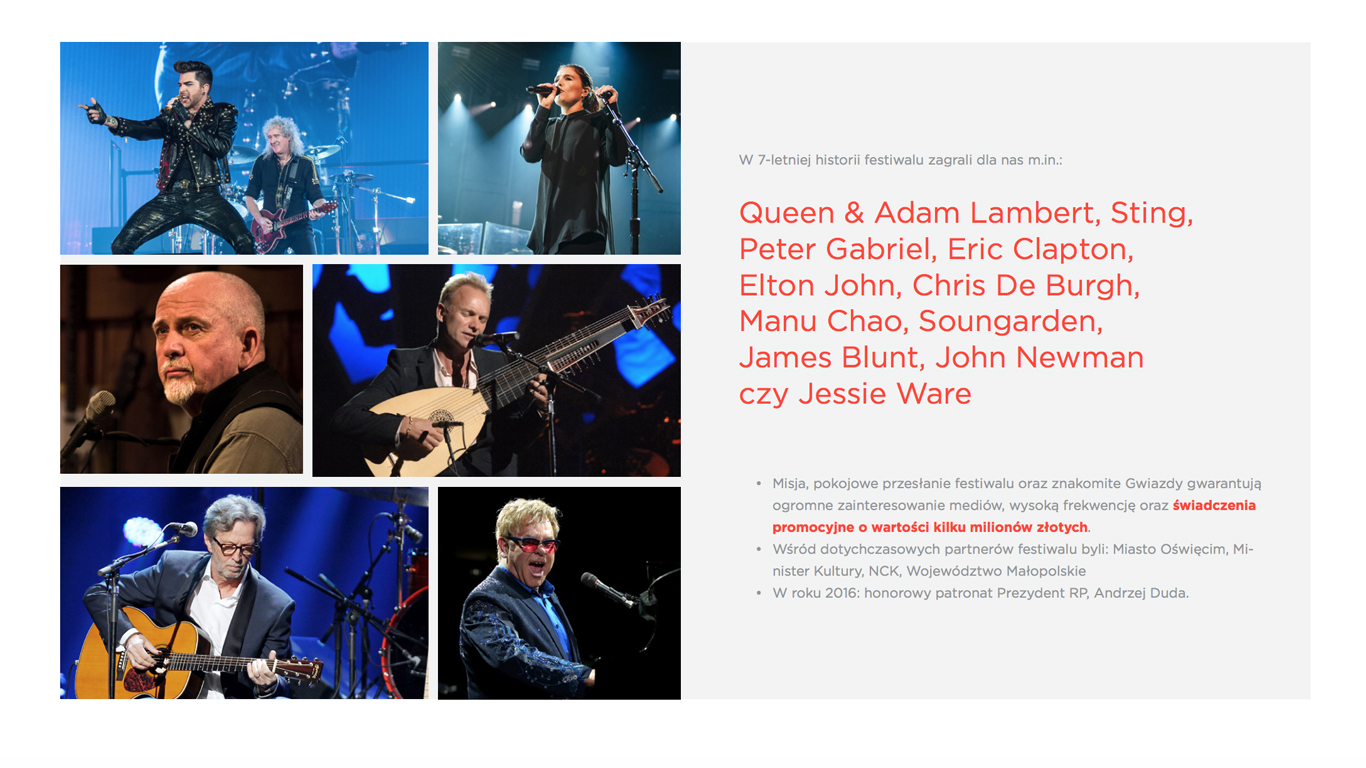 W 7-letniej historii festiwalu zagrali dla nas m.in.:
Queen & Adam Lambert, Sting,
Peter Gabriel, Eric Clapton,
Elton John, Chris De Burgh,
Manu Chao, Soungarden,
James Blunt, John Newman
czy Jessie Ware
• Misja, pokojowe przesłanie festiwalu oraz znakomite Gwiazdy gwarantują
ogromne zainteresowanie mediów, wysoką frekwencję oraz świadczenia
promocyjne o wartości kilku milionów złotych.
• Wśród dotychczasowych partnerów festiwalu byli: Miasto Oświęcim, Mi-
nister Kultury, NCK, Województwo Małopolskie
• W roku 2016: honorowy patronat Prezydent RP, Andrzej Duda.